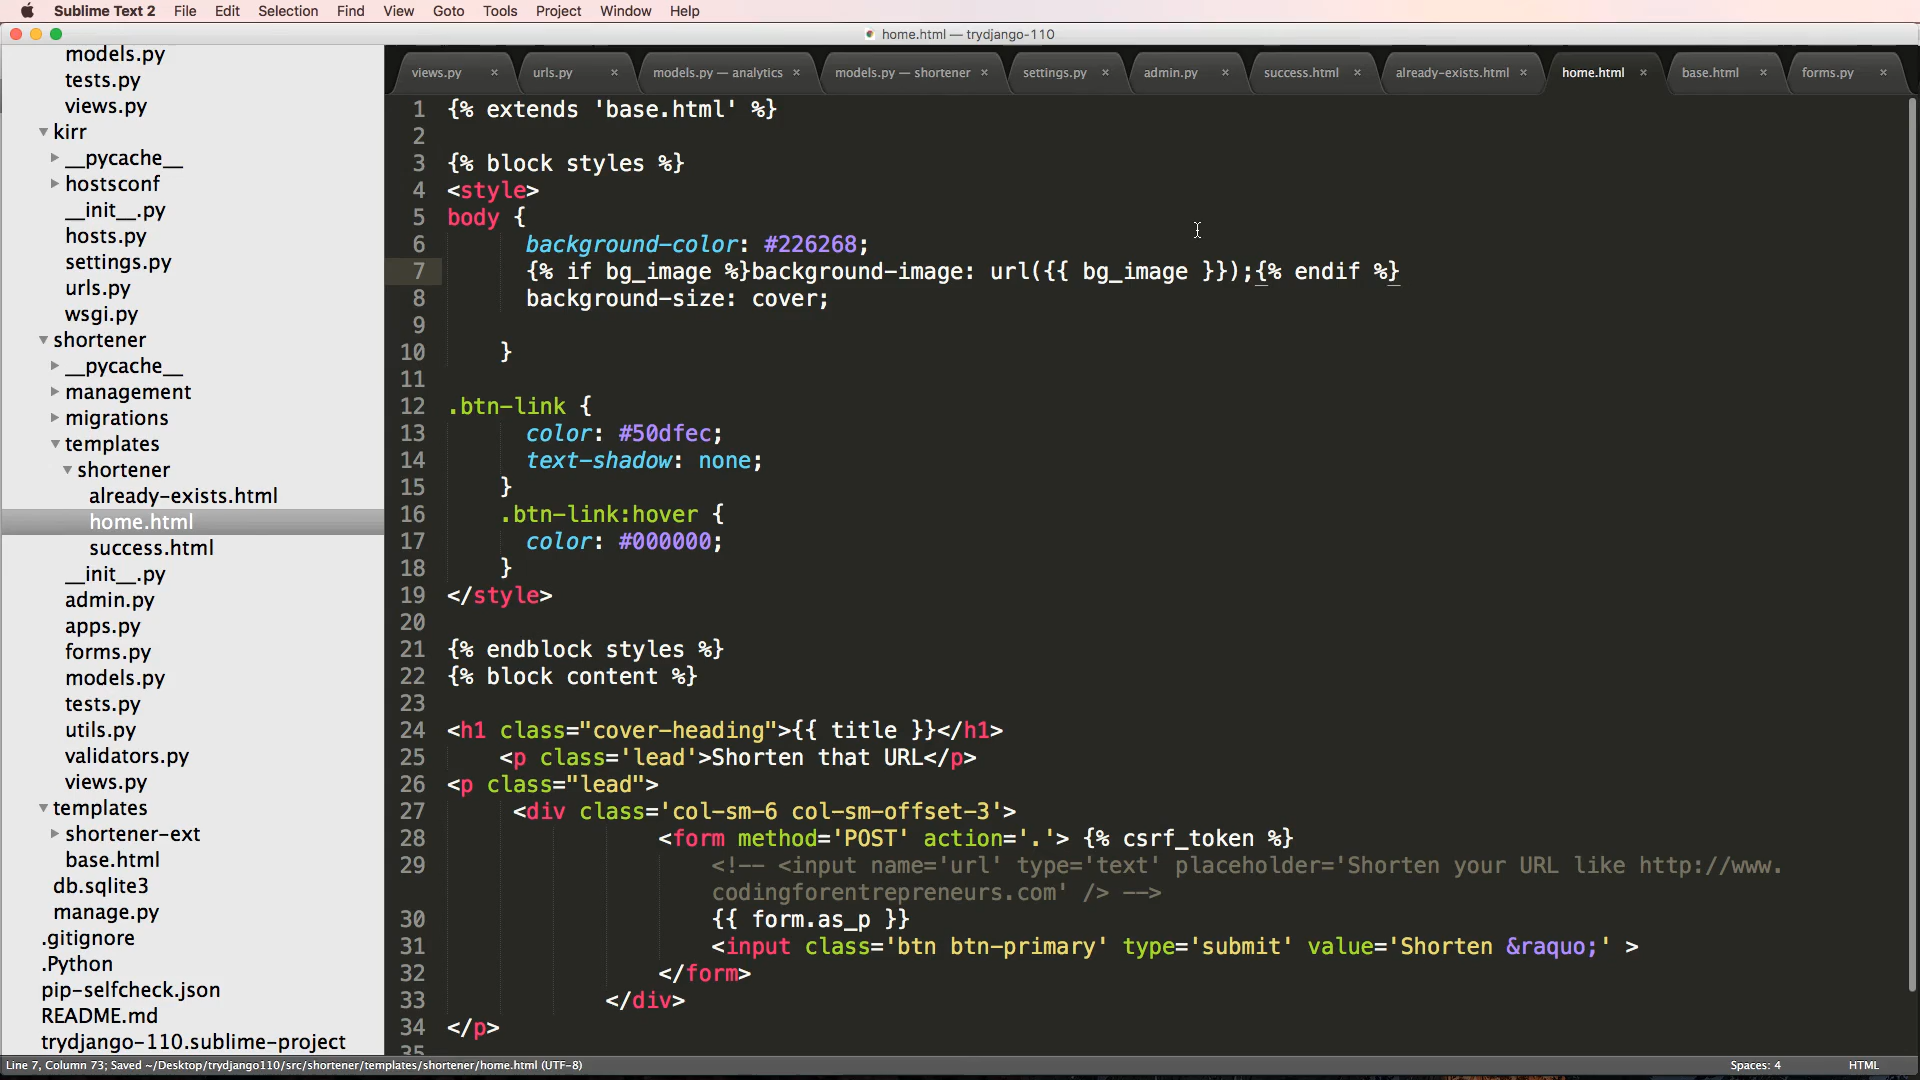 Sublime Text 2 File Edit Selection Find View Goto Tools Project Window Help
home.html — trydjango-110
views.py × urls.py × models.py — analytics × models.py — shortener × settings.py × admin.py × success.html × already-exists.html × home.html × base.html × forms.py ×
models.py
tests.py
views.py
kirr
__pycache__
hostsconf
__init__.py
hosts.py
settings.py
urls.py
wsgi.py
shortener
__pycache__
management
migrations
templates
shortener
already-exists.html
home.html
success.html
__init__.py
admin.py
apps.py
forms.py
models.py
tests.py
utils.py
validators.py
views.py
templates
shortener-ext
base.html
db.sqlite3
manage.py
.gitignore
.Python
pip-selfcheck.json
README.md
trydjango-110.sublime-project
1 {% extends 'base.html' %}
2
3 {% block styles %}
4 <style>
5 body {
6 background-color: #226268;
7 {% if bg_image %}background-image: url({{ bg_image }});{% endif %}
8 background-size: cover;
9
10 }
11
12 .btn-link {
13 color: #50dfec;
14 text-shadow: none;
15 }
16 .btn-link:hover {
17 color: #000000;
18 }
19 </style>
20
21 {% endblock styles %}
22 {% block content %}
23
24 <h1 class="cover-heading">{{ title }}</h1>
25 <p class='lead'>Shorten that URL</p>
26 <p class="lead">
27 <div class='col-sm-6 col-sm-offset-3'>
28 <form method='POST' action='.'> {% csrf_token %}
29 <!-- <input name='url' type='text' placeholder='Shorten your URL like http://www.
codingforentrepreneurs.com' /> -->
30 {{ form.as_p }}
31 <input class='btn btn-primary' type='submit' value='Shorten &raquo;' >
32 </form>
33 </div>
34 </p>
35
Line 7, Column 73; Saved ~/Desktop/trydjango110/src/shortener/templates/shortener/home.html (UTF-8) Spaces: 4 HTML